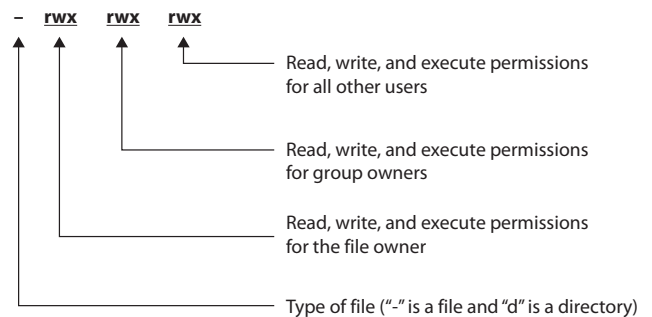 – rwx rwx rwx
Read, write, and execute permissions
for all other users
Read, write, and execute permissions
for group owners
Read, write, and execute permissions
for the file owner
Type of file (“-” is a file and “d” is a directory)